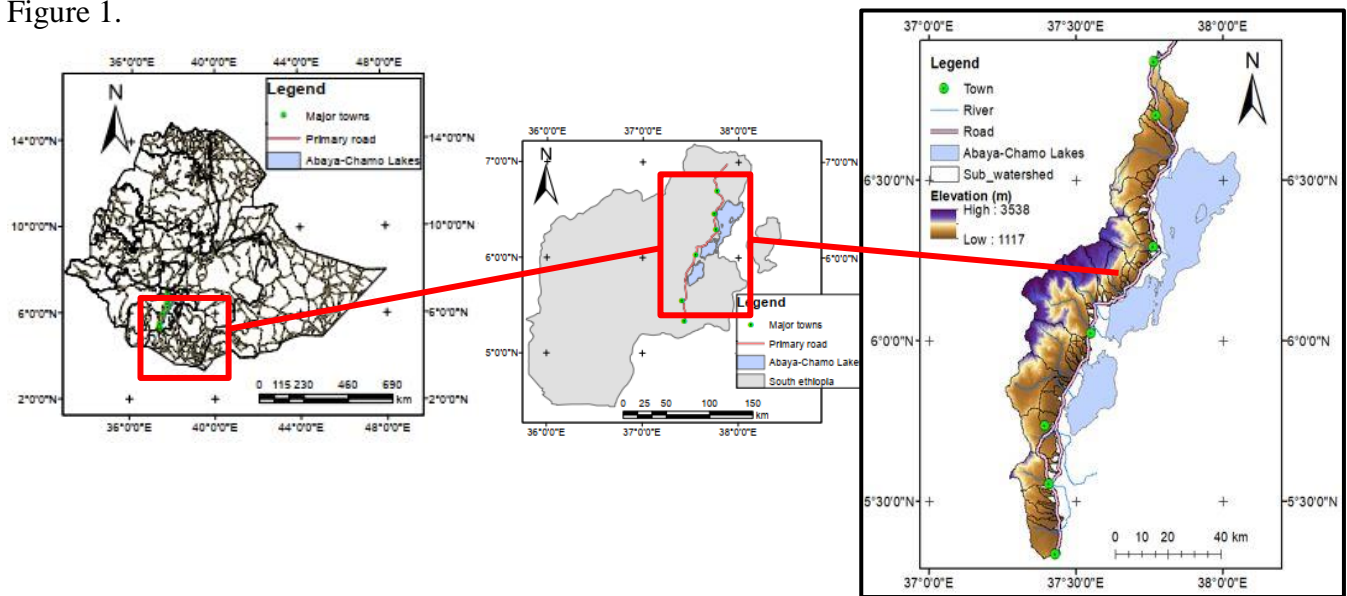 Figure 1.
36°0'0"E 40°0'0"E 44°0'0"E 48°0'0"E
N
Legend
Major towns
Primary road
Abaya-Chamo Lakes
14°0'0"N 14°0'0"N
10°0'0"N 10°0'0"N
6°0'0"N 6°0'0"N
2°0'0"N 2°0'0"N
0 115 230 460 690
km
36°0'0"E 40°0'0"E 44°0'0"E 48°0'0"E
36°0'0"E 37°0'0"E 38°0'0"E
N
7°0'0"N 7°0'0"N
6°0'0"N 6°0'0"N
5°0'0"N
Legend
Major towns
Primary road
Abaya-Chamo Lake
South ethiopia
0 25 50 100 150
km
36°0'0"E 37°0'0"E 38°0'0"E
37°0'0"E 37°30'0"E 38°0'0"E
Legend
Town
River
Road
Abaya-Chamo Lakes
Sub_watershed
Elevation (m)
High : 3538
Low : 1117
N
6°30'0"N 6°30'0"N
6°0'0"N 6°0'0"N
5°30'0"N 5°30'0"N
0 10 20 40 km
37°0'0"E 37°30'0"E 38°0'0"E